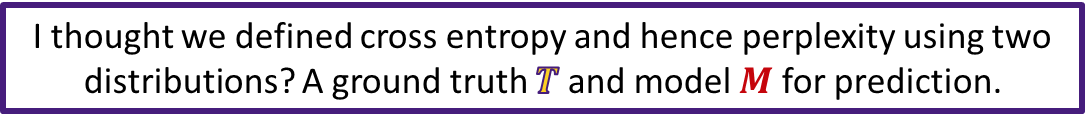 I thought we defined cross entropy and hence perplexity using two
distributions? A ground truth T and model M for prediction.